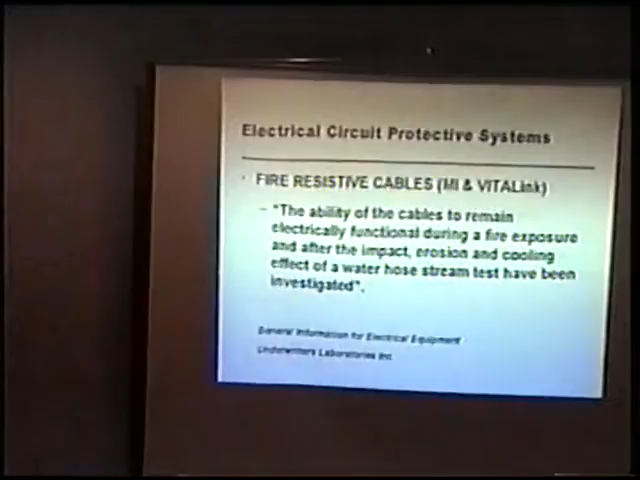 Electrical Circuit Protective Systems
· FIRE RESISTIVE CABLES (MI & VITALink)
– "The ability of the cables to remain
electrically functional during a fire exposure
and after the impact, erosion and cooling
effect of a water hose stream test have been
investigated".
General Information for Electrical Equipment
Underwriters Laboratories Inc